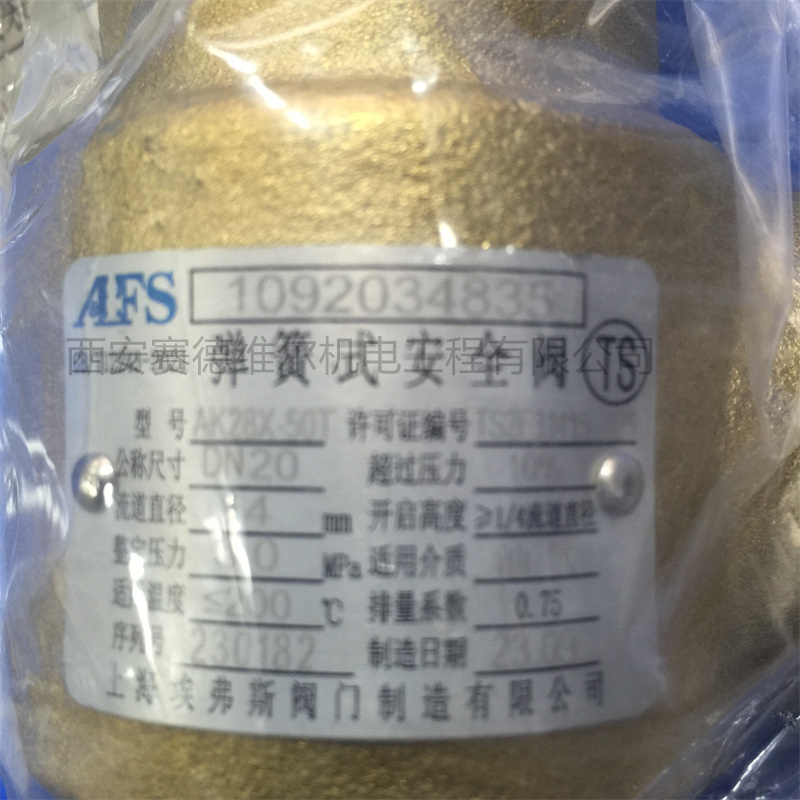 AFS 1092034835
西安赛德维尔机电工程有限公司
弹簧式安全阀 TS
型号 AK28X-50T 许可证编号
公称尺寸 DN20 超过压力 10%
流道直径 mm 开启高度 ≥1/4流道直径
整定压力 MPa 适用介质
适用温度 ≤200 ℃ 排量系数 0.75
序列号 230182 制造日期 23.09
上海埃弗斯阀门制造有限公司